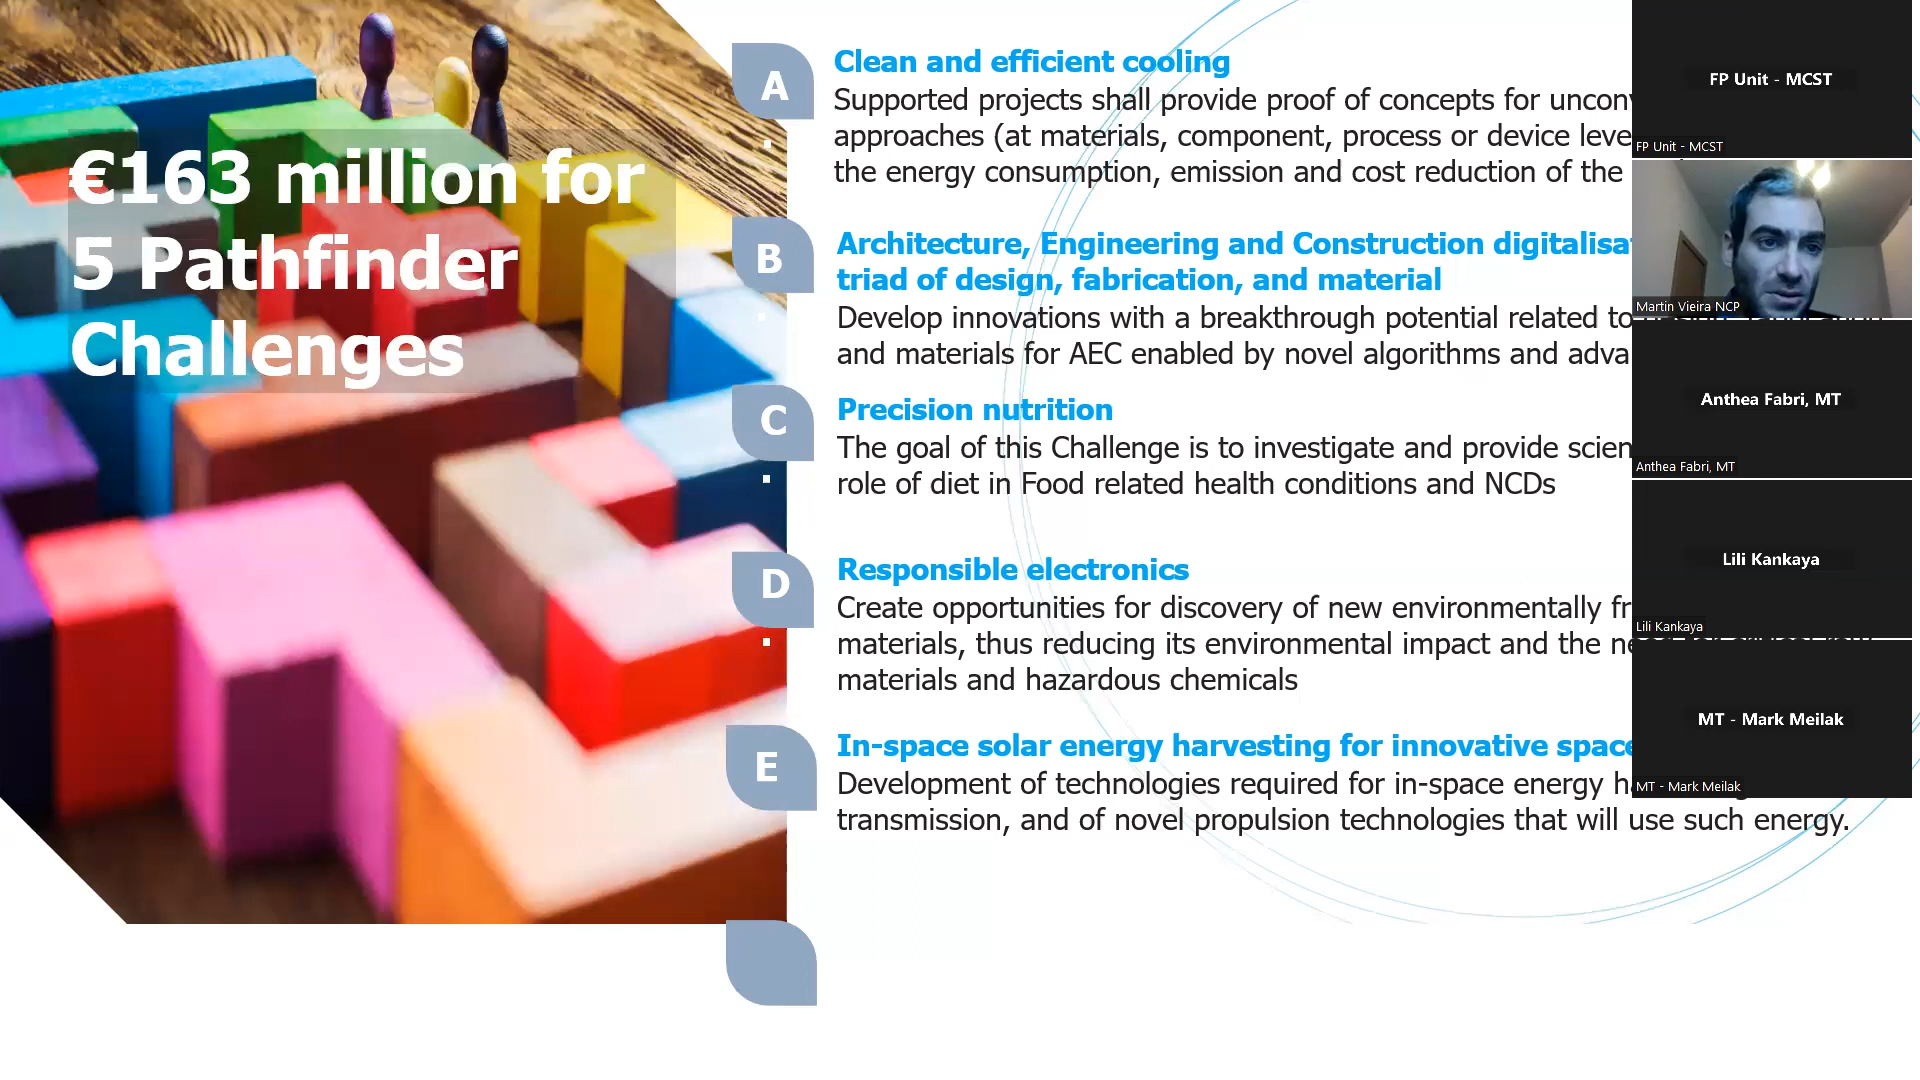 €163 million for
5 Pathfinder
Challenges
A
Clean and efficient cooling
Supported projects shall provide proof of concepts for
approaches (at materials, component, process or device
the energy consumption, emission and cost reduction of the
B
Architecture, Engineering and Construction
triad of design, fabrication, and material
Develop innovations with a breakthrough potential related to
and materials for AEC enabled by novel algorithms and
C
Precision nutrition
The goal of this Challenge is to investigate and provide
role of diet in Food related health conditions and NCDs
D
Responsible electronics
Create opportunities for discovery of new environmentally
materials, thus reducing its environmental impact and the
materials and hazardous chemicals
E
In-space solar energy harvesting for innovative space
Development of technologies required for in-space energy
transmission, and of novel propulsion technologies that will use such energy.
FP Unit - MCST
FP Unit - MCST
Martin Vieira NCP
Anthea Fabri, MT
Anthea Fabri, MT
Lili Kankaya
Lili Kankaya
MT - Mark Meilak
MT - Mark Meilak